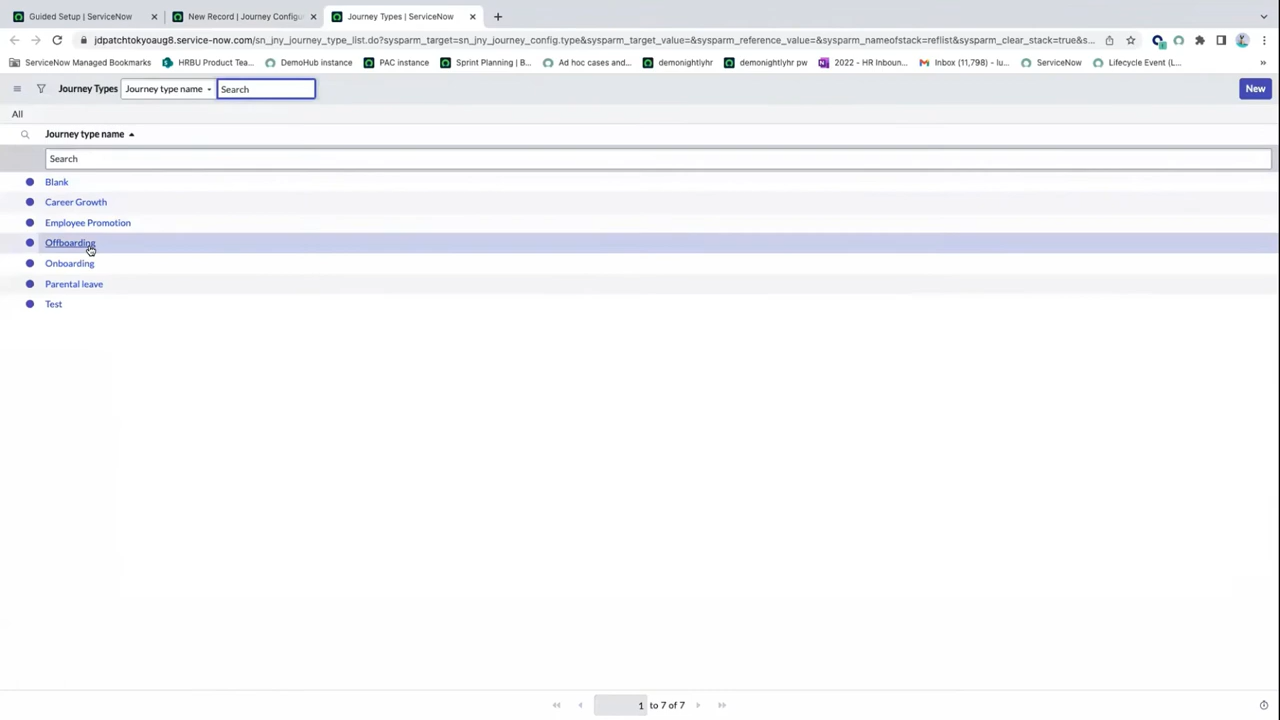 Guided Setup | ServiceNow
New Record | Journey Configu
Journey Types | ServiceNow
jdpatchtokyoaug8.service-now.com/sn_jny_journey_type_list.do?sysparm_target=sn_jny_journey_config.type&sysparm_target_value=&sysparm_reference_value=&sysparm_nameofstack=reflist&sysparm_clear_stack=true&s...
ServiceNow Managed Bookmarks
HRBU Product Tea...
DemoHub instance
PAC instance
Sprint Planning | B...
Ad hoc cases and...
demonightlyhr
demonightlyhr pw
2022 - HR Inboun...
Inbox (11,798) - lu...
ServiceNow
Lifecycle Event (L...
»
Journey Types
Journey type name
Search
New
All
Journey type name
Search
Blank
Career Growth
Employee Promotion
Offboarding
Onboarding
Parental leave
Test
1 to 7 of 7